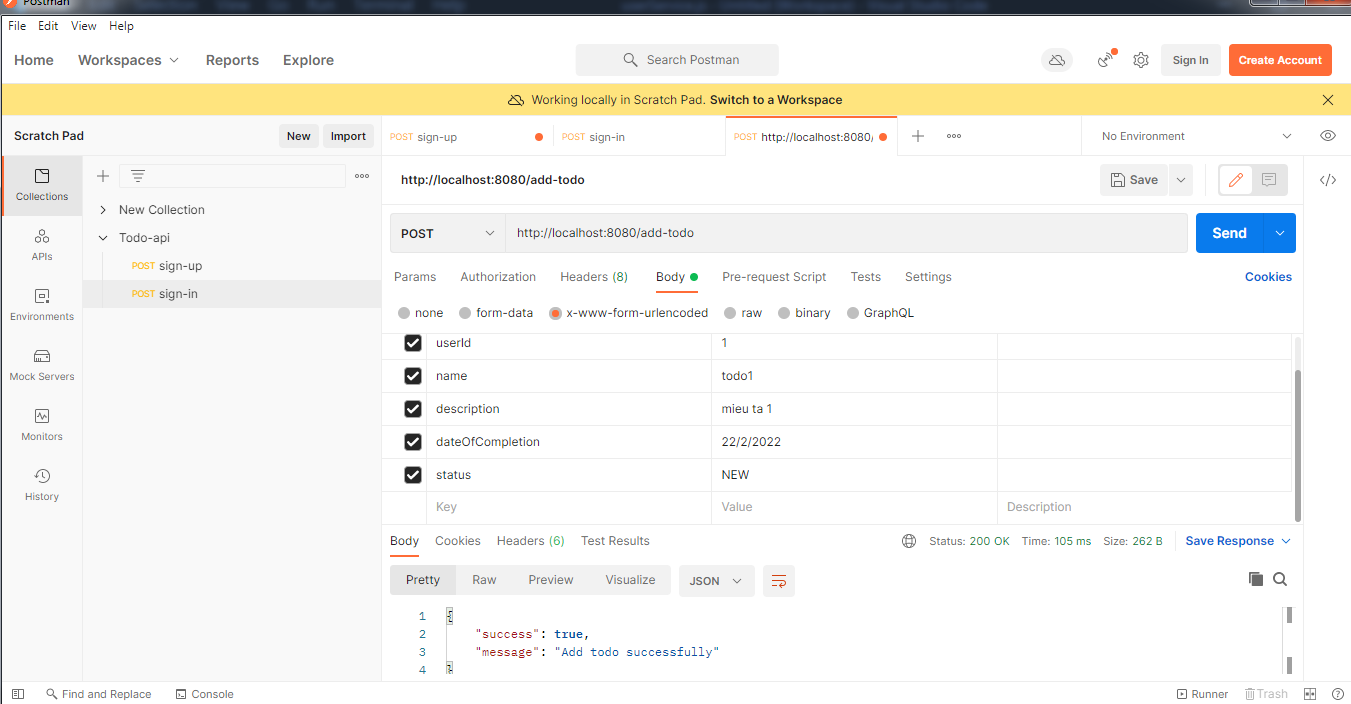 Postman
File Edit View Help
Home Workspaces Reports Explore Search Postman Sign In Create Account
Working locally in Scratch Pad. Switch to a Workspace
Scratch Pad New Import POST sign-up POST sign-in POST http://localhost:8080/ No Environment
http://localhost:8080/add-todo Save
Collections
New Collection
Todo-api
POST sign-up
POST sign-in
APIs
Environments
Mock Servers
Monitors
History
POST http://localhost:8080/add-todo Send
Params Authorization Headers (8) Body Pre-request Script Tests Settings Cookies
none form-data x-www-form-urlencoded raw binary GraphQL
userId 1
name todo1
description mieu ta 1
dateOfCompletion 22/2/2022
status NEW
Key Value Description
Body Cookies Headers (6) Test Results Status: 200 OK Time: 105 ms Size: 262 B Save Response
Pretty Raw Preview Visualize JSON
1 {
2 "success": true,
3 "message": "Add todo successfully"
4 }
Find and Replace Console Runner Trash